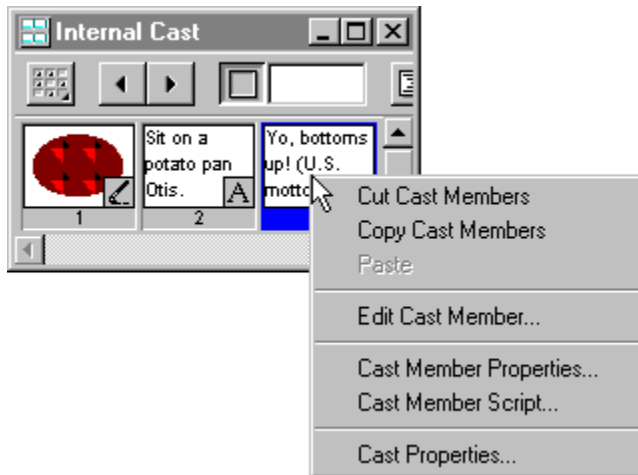 Internal Cast
Sit on a
potato pan
Otis.
A
Yo, bottoms
up! (U.S.
motto
1
2
Cut Cast Members
Copy Cast Members
Paste
Edit Cast Member...
Cast Member Properties...
Cast Member Script...
Cast Properties...